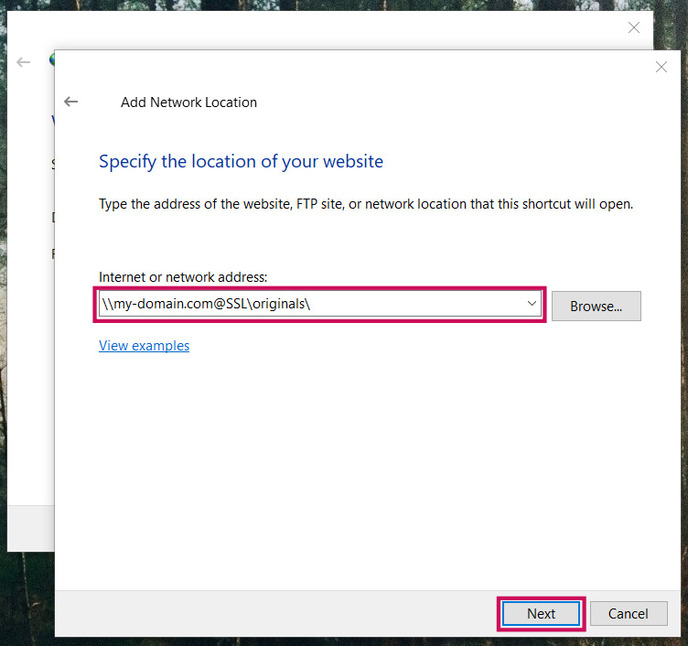 Add Network Location
Specify the location of your website
Type the address of the website, FTP site, or network location that this shortcut will open.
Internet or network address:
\\my-domain.com@SSL\originals\
Browse...
View examples
Next
Cancel